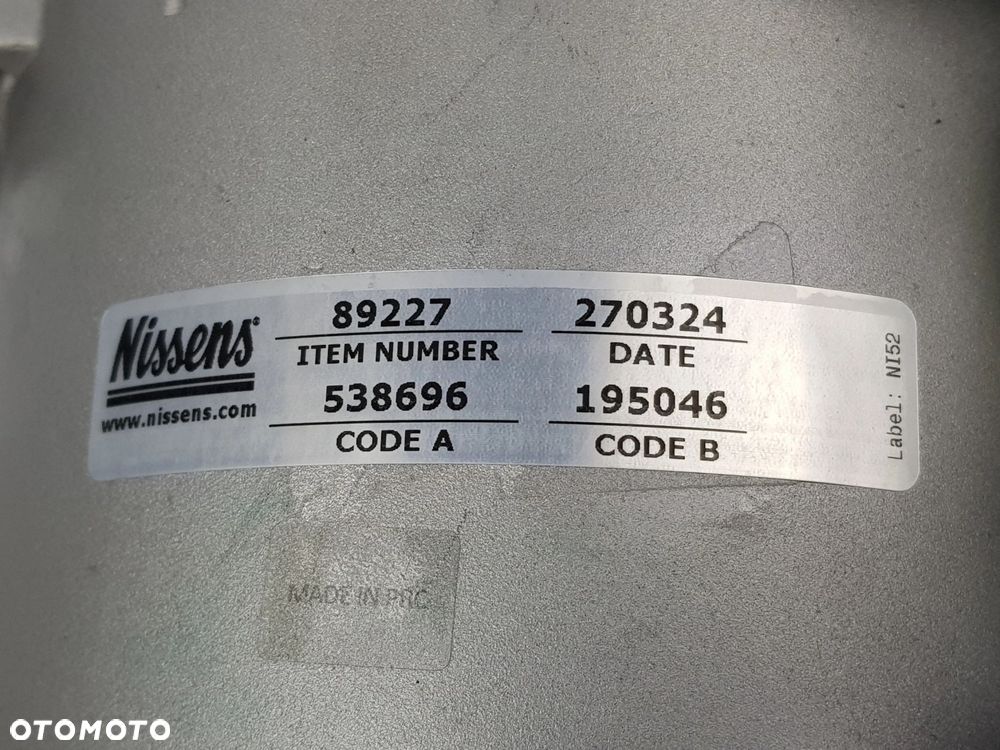 Nissens®
www.nissens.com
89227
ITEM NUMBER
538696
CODE A
270324
DATE
195046
CODE B
Label: NI52
MADE IN PRC
OTOMOTO